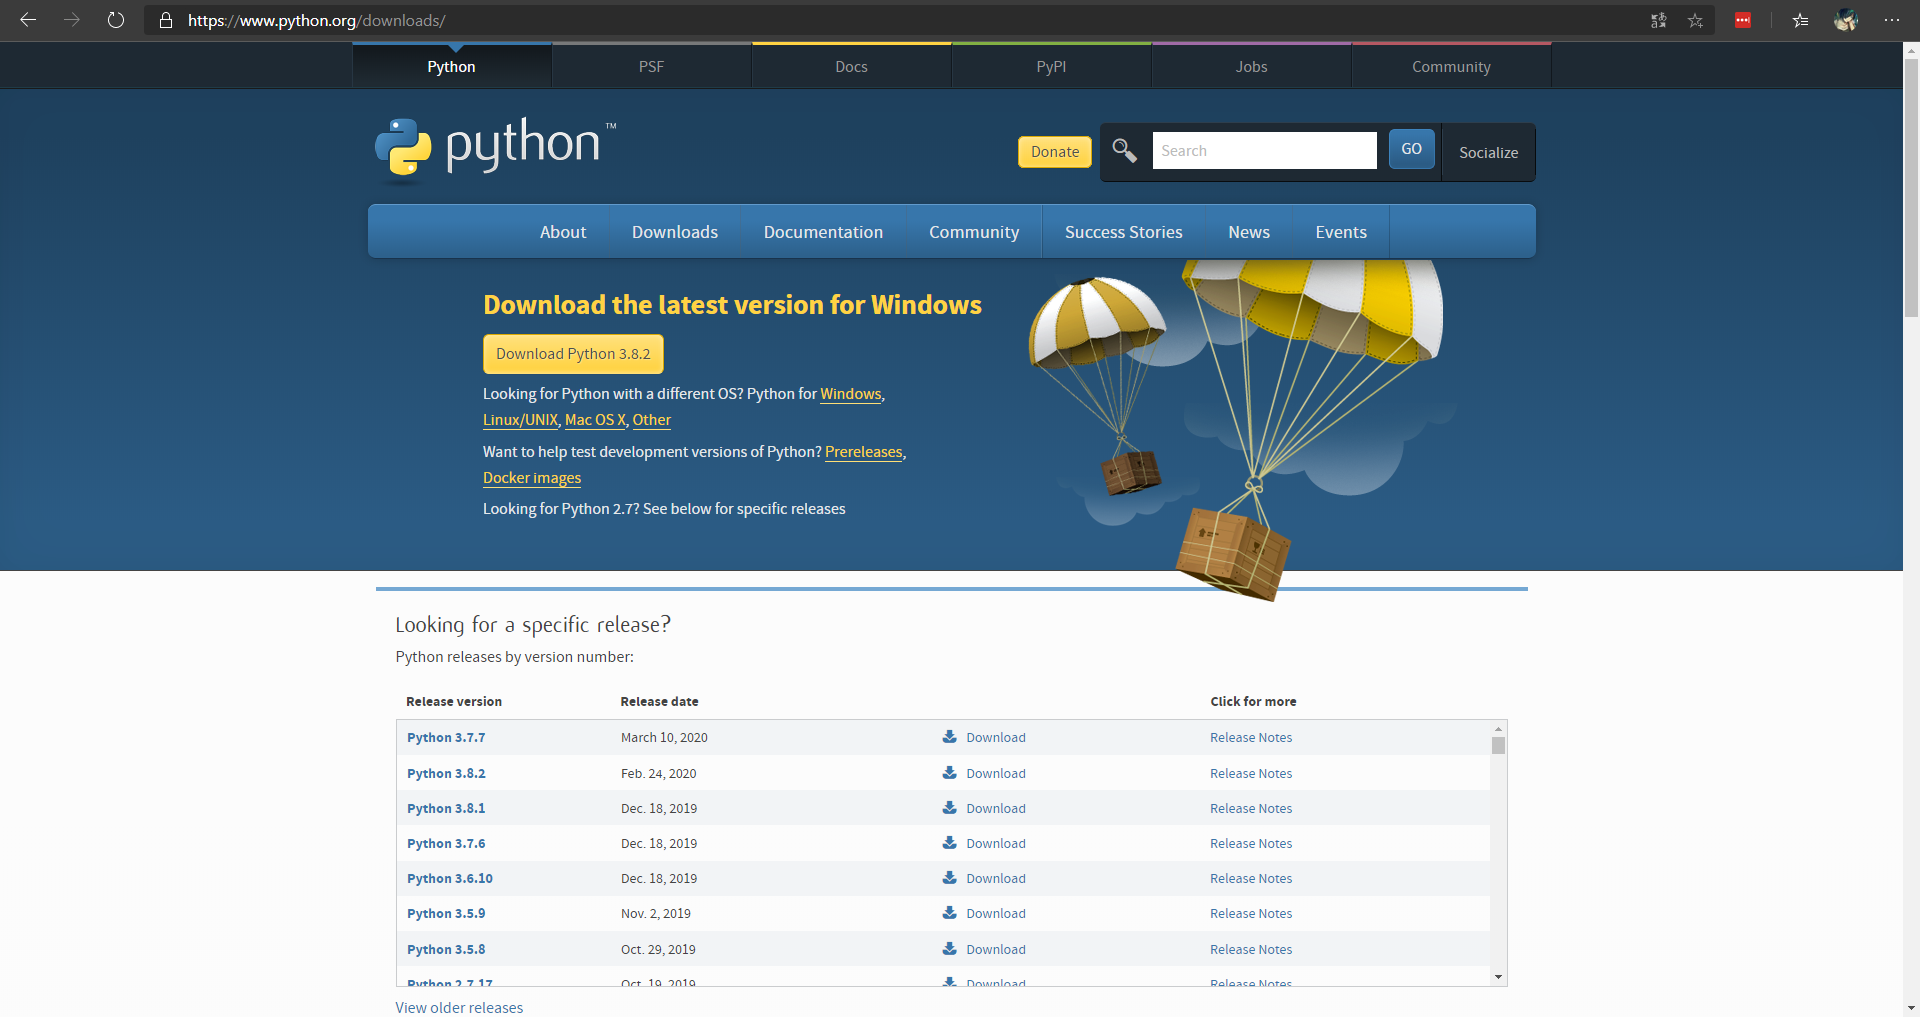 https://www.python.org/downloads/
Python PSF Docs PyPI Jobs Community
python™
Donate Search GO Socialize
About Downloads Documentation Community Success Stories News Events
Download the latest version for Windows
Download Python 3.8.2
Looking for Python with a different OS? Python for Windows,
Linux/UNIX, Mac OS X, Other
Want to help test development versions of Python? Prereleases,
Docker images
Looking for Python 2.7? See below for specific releases
Looking for a specific release?
Python releases by version number:
Release version Release date Click for more
Python 3.7.7 March 10, 2020 Download Release Notes
Python 3.8.2 Feb. 24, 2020 Download Release Notes
Python 3.8.1 Dec. 18, 2019 Download Release Notes
Python 3.7.6 Dec. 18, 2019 Download Release Notes
Python 3.6.10 Dec. 18, 2019 Download Release Notes
Python 3.5.9 Nov. 2, 2019 Download Release Notes
Python 3.5.8 Oct. 29, 2019 Download Release Notes
Python 2.7.17 Oct. 19, 2019 Download Release Notes
View older releases